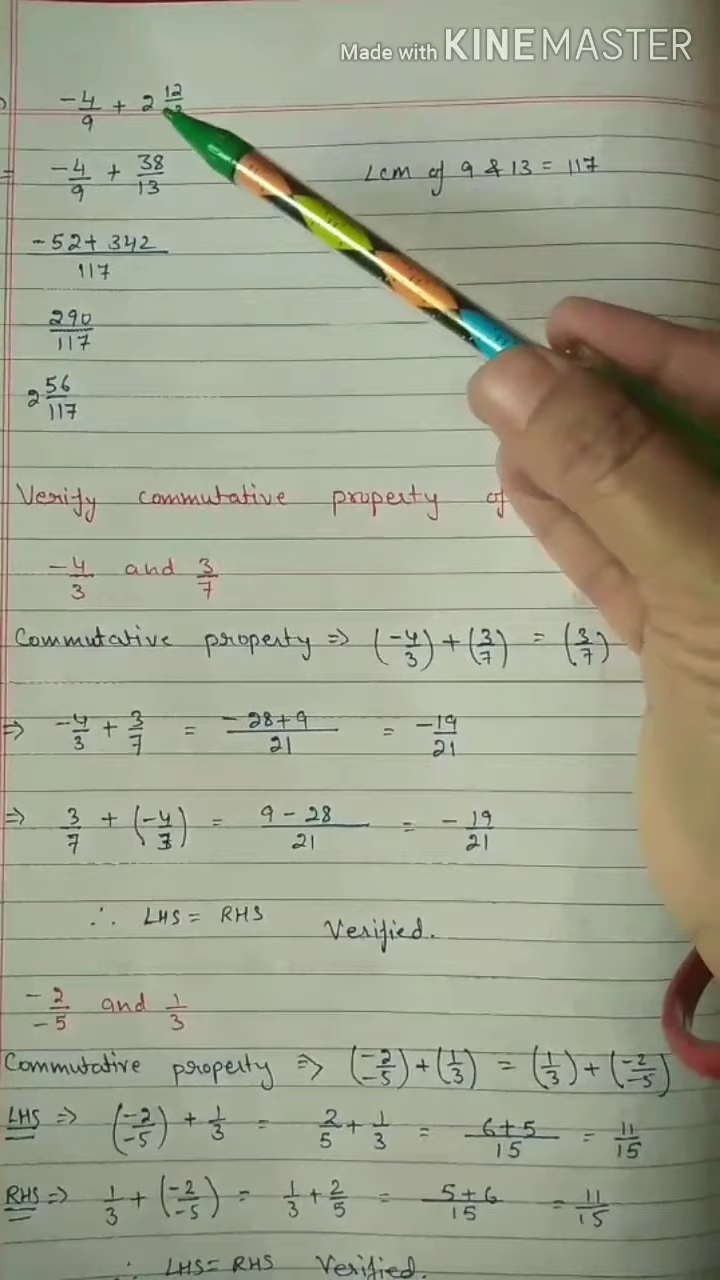 Made with KINEMASTER
-4/9 + 2 12/
= -4/9 + 38/13 Lcm of 9 & 13 = 117
-52 + 342/117
290/117
2 56/117
Verify commutative property of
-4/3 and 3/7
Commutative property => (-4/3) + (3/7) = (3/7)
=> -4/3 + 3/7 = -28+9/21 = -19/21
=> 3/7 + (-4/3) = 9-28/21 = -19/21
∴ LHS = RHS Verified.
-2/-5 and 1/3
Commutative property => (-2/-5) + (1/3) = (1/3) + (-2/-5)
LHS => (-2/-5) + 1/3 = 2/5 + 1/3 = 6+5/15 = 11/15
RHS => 1/3 + (-2/-5) = 1/3 + 2/5 = 5+6/15 = 11/15
∴ LHS = RHS Verified.